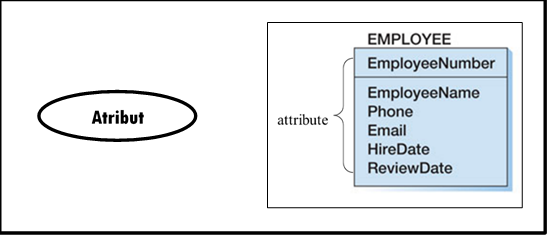 Atribut
EMPLOYEE
EmployeeNumber
EmployeeName
attribute
Phone
Email
HireDate
ReviewDate